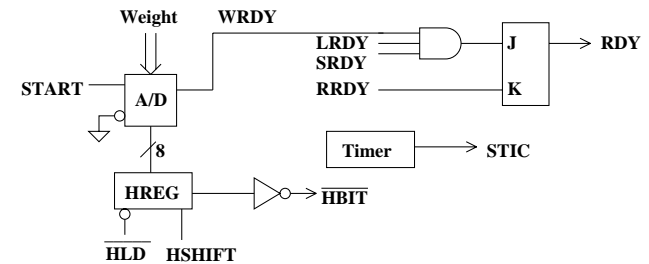 Weight
WRDY
LRDY
SRDY
J
RDY
START
A/D
RRDY
K
8
Timer
STIC
HREG
HBIT
HLD
HSHIFT